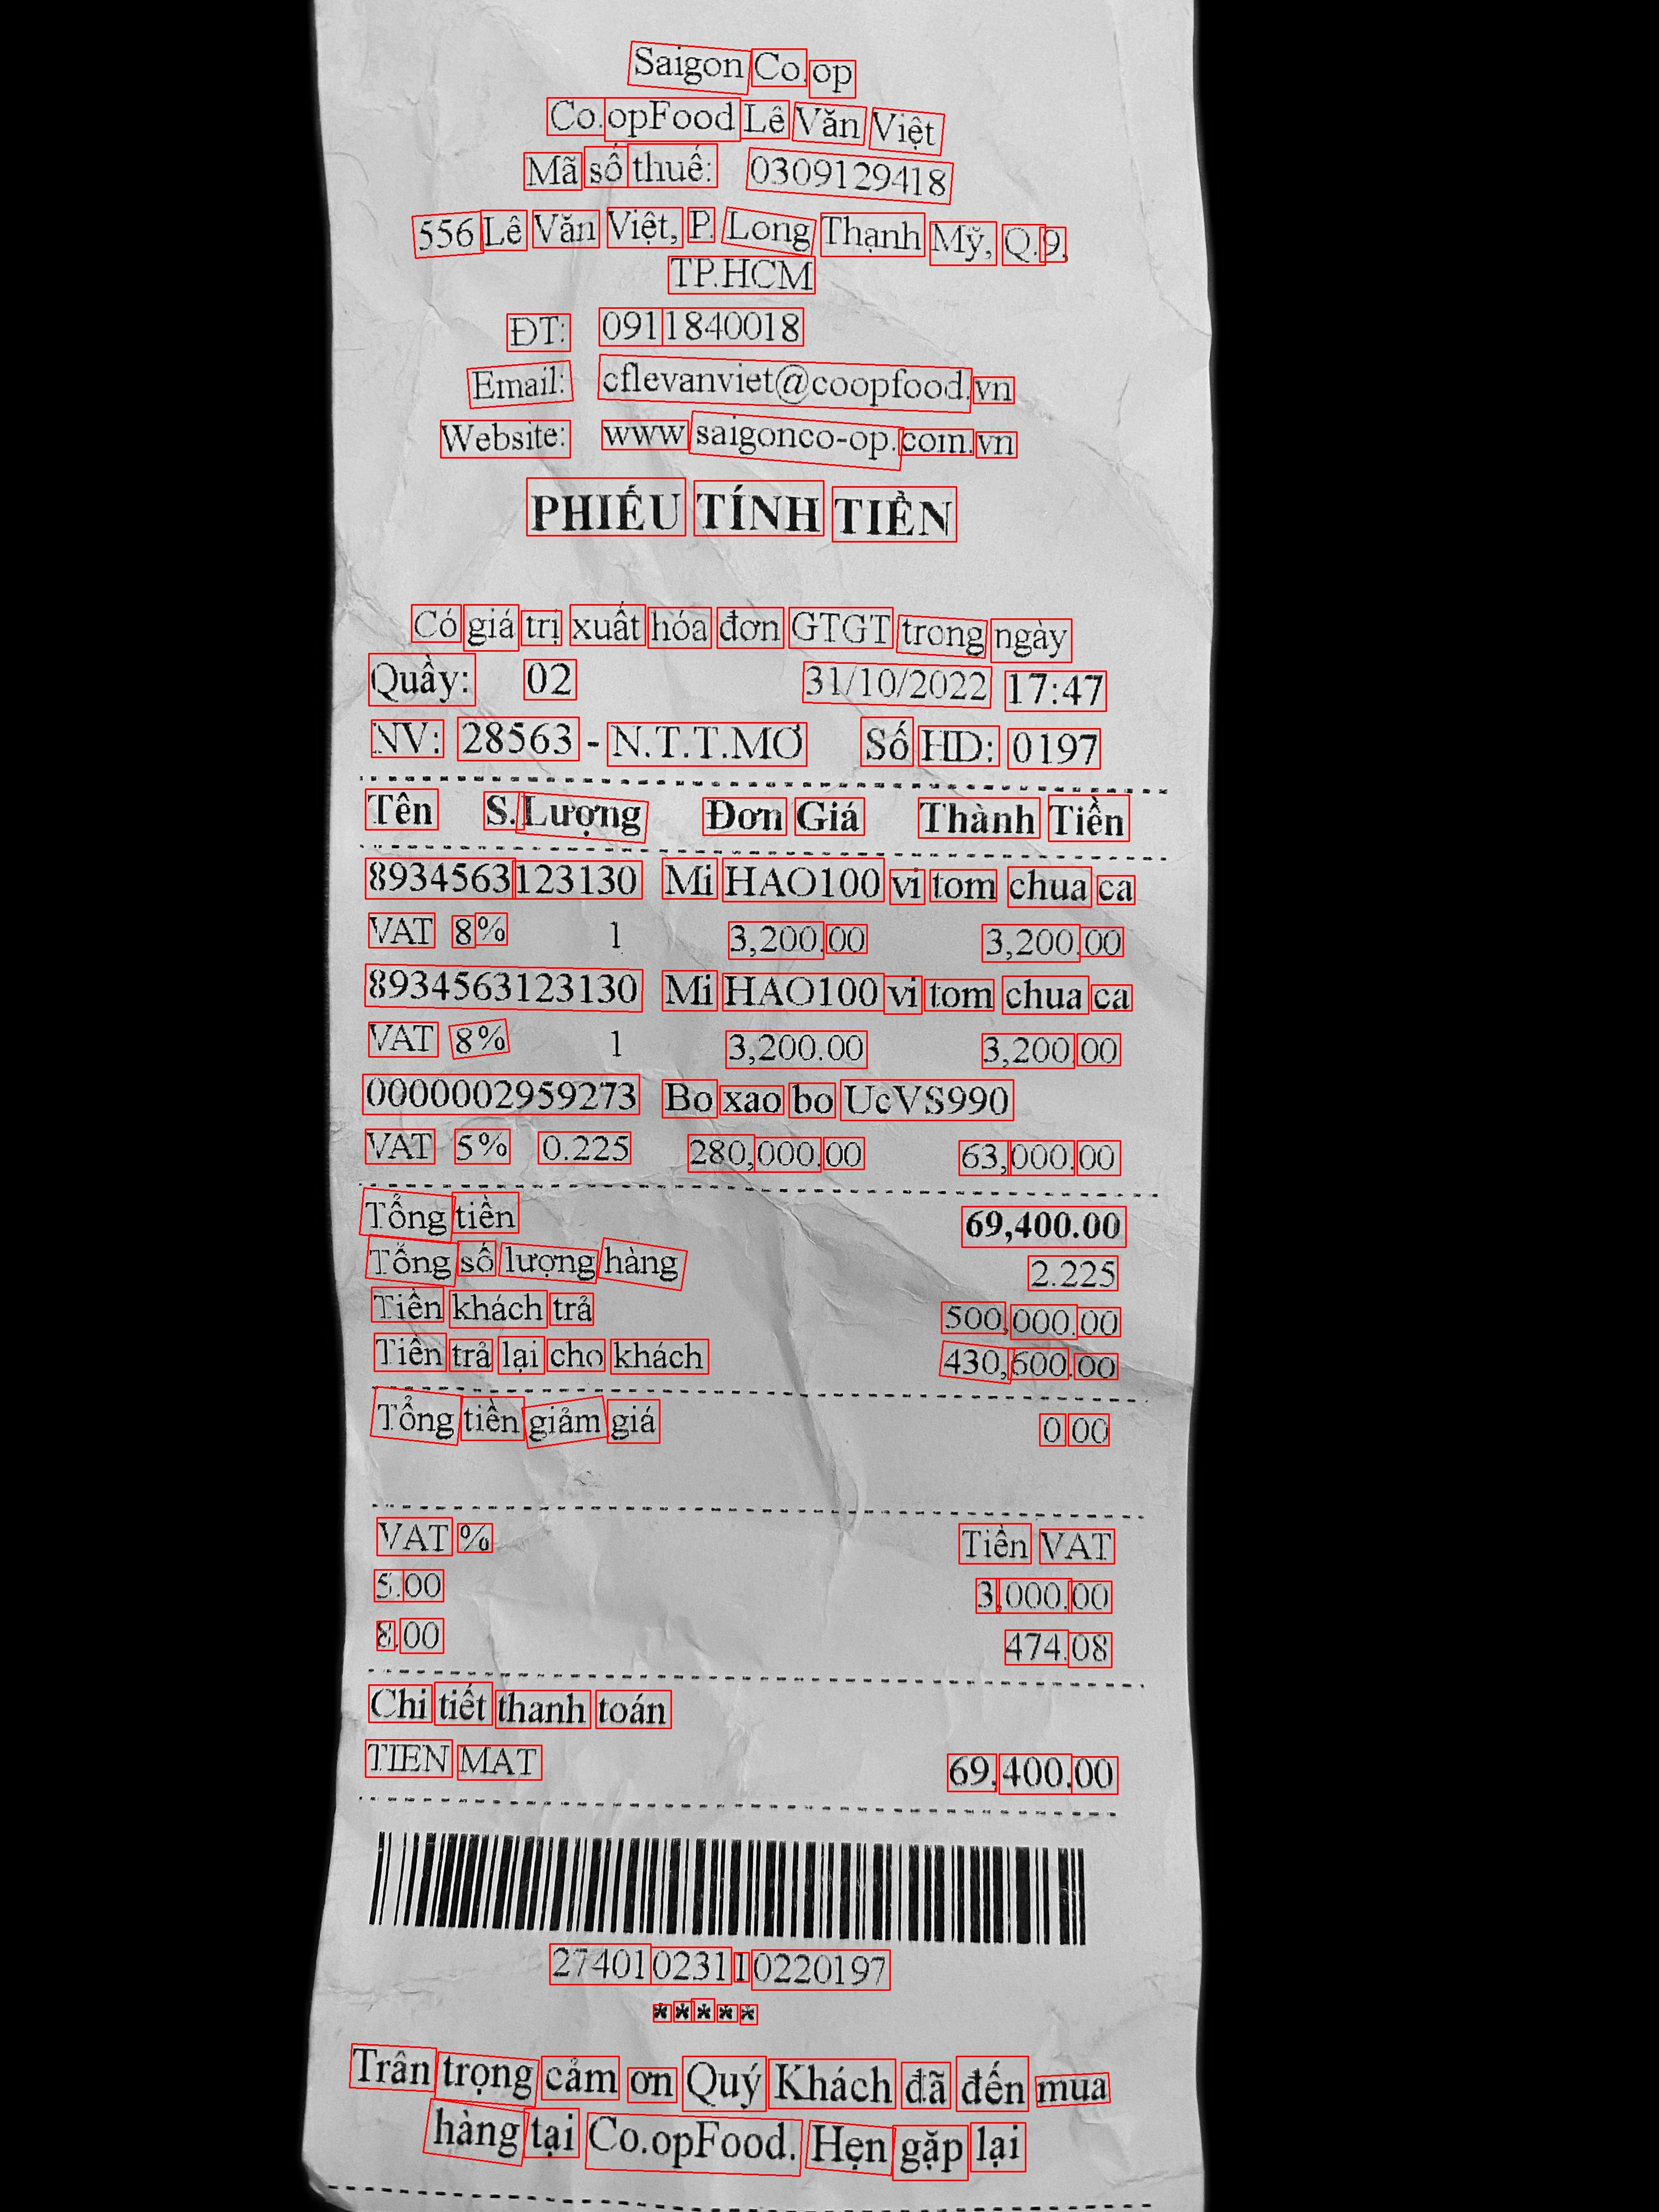 Saigon Co.op
Co.opFood Lê Văn Việt
Mã số thuế: 0309129418
556 Lê Văn Việt, P. Long Thạnh Mỹ, Q.9,
TP.HCM
ĐT: 0911840018
Email: cflevanviet@coopfood.vn
Website: www.saigonco-op.com.vn
PHIẾU TÍNH TIỀN
Có giá trị xuất hóa đơn GTGT trong ngày
Quầy: 02 31/10/2022 17:47
NV: 28563 - N.T.T.MƠ Số HD: 0197
Tên S.Lượng Đơn Giá Thành Tiền
8934563123130 Mi HAO100 vi tom chua ca
VAT 8% 1 3,200.00 3,200.00
8934563123130 Mi HAO100 vi tom chua ca
VAT 8% 1 3,200.00 3,200.00
0000002959273 Bo xao bo UcVS990
VAT 5% 0.225 280,000.00 63,000.00
Tổng tiền 69,400.00
Tổng số lượng hàng 2.225
Tiền khách trả 500,000.00
Tiền trả lại cho khách 430,600.00
Tổng tiền giảm giá 0.00
VAT % Tiền VAT
5.00 3,000.00
8.00 474.08
Chi tiết thanh toán
TIEN MAT 69,400.00
27401023110220197
*****
Trân trọng cảm ơn Quý Khách đã đến mua
hàng tại Co.opFood. Hẹn gặp lại